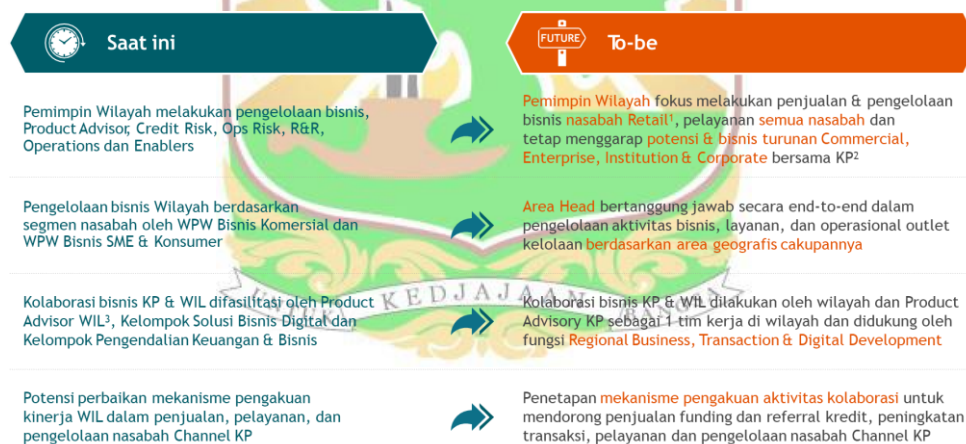 Saat ini
FUTURE
To-be
Pemimpin Wilayah melakukan pengelolaan bisnis,
Product Advisor, Credit Risk, Ops Risk, R&R,
Operations dan Enablers
Pemimpin Wilayah fokus melakukan penjualan & pengelolaan
bisnis nasabah Retail¹, pelayanan semua nasabah dan
tetap menggarap potensi & bisnis turunan Commercial,
Enterprise, Institution & Corporate bersama KP²
Pengelolaan bisnis Wilayah berdasarkan
segmen nasabah oleh WPW Bisnis Komersial dan
WPW Bisnis SME & Konsumer
Area Head bertanggung jawab secara end-to-end dalam
pengelolaan aktivitas bisnis, layanan, dan operasional outlet
kelolaan berdasarkan area geografis cakupannya
Kolaborasi bisnis KP & WIL difasilitasi oleh Product
Advisor WIL³, Kelompok Solusi Bisnis Digital dan
Kelompok Pengendalian Keuangan & Bisnis
Kolaborasi bisnis KP & WIL dilakukan oleh wilayah dan Product
Advisory KP sebagai 1 tim kerja di wilayah dan didukung oleh
fungsi Regional Business, Transaction & Digital Development
UNTUK KEDJAJAAN BANGSA
Potensi perbaikan mekanisme pengakuan
kinerja WIL dalam penjualan, pelayanan, dan
pengelolaan nasabah Channel KP
Penetapan mekanisme pengakuan aktivitas kolaborasi untuk
mendorong penjualan funding dan referral kredit, peningkatan
transaksi, pelayanan dan pengelolaan nasabah Channel KP